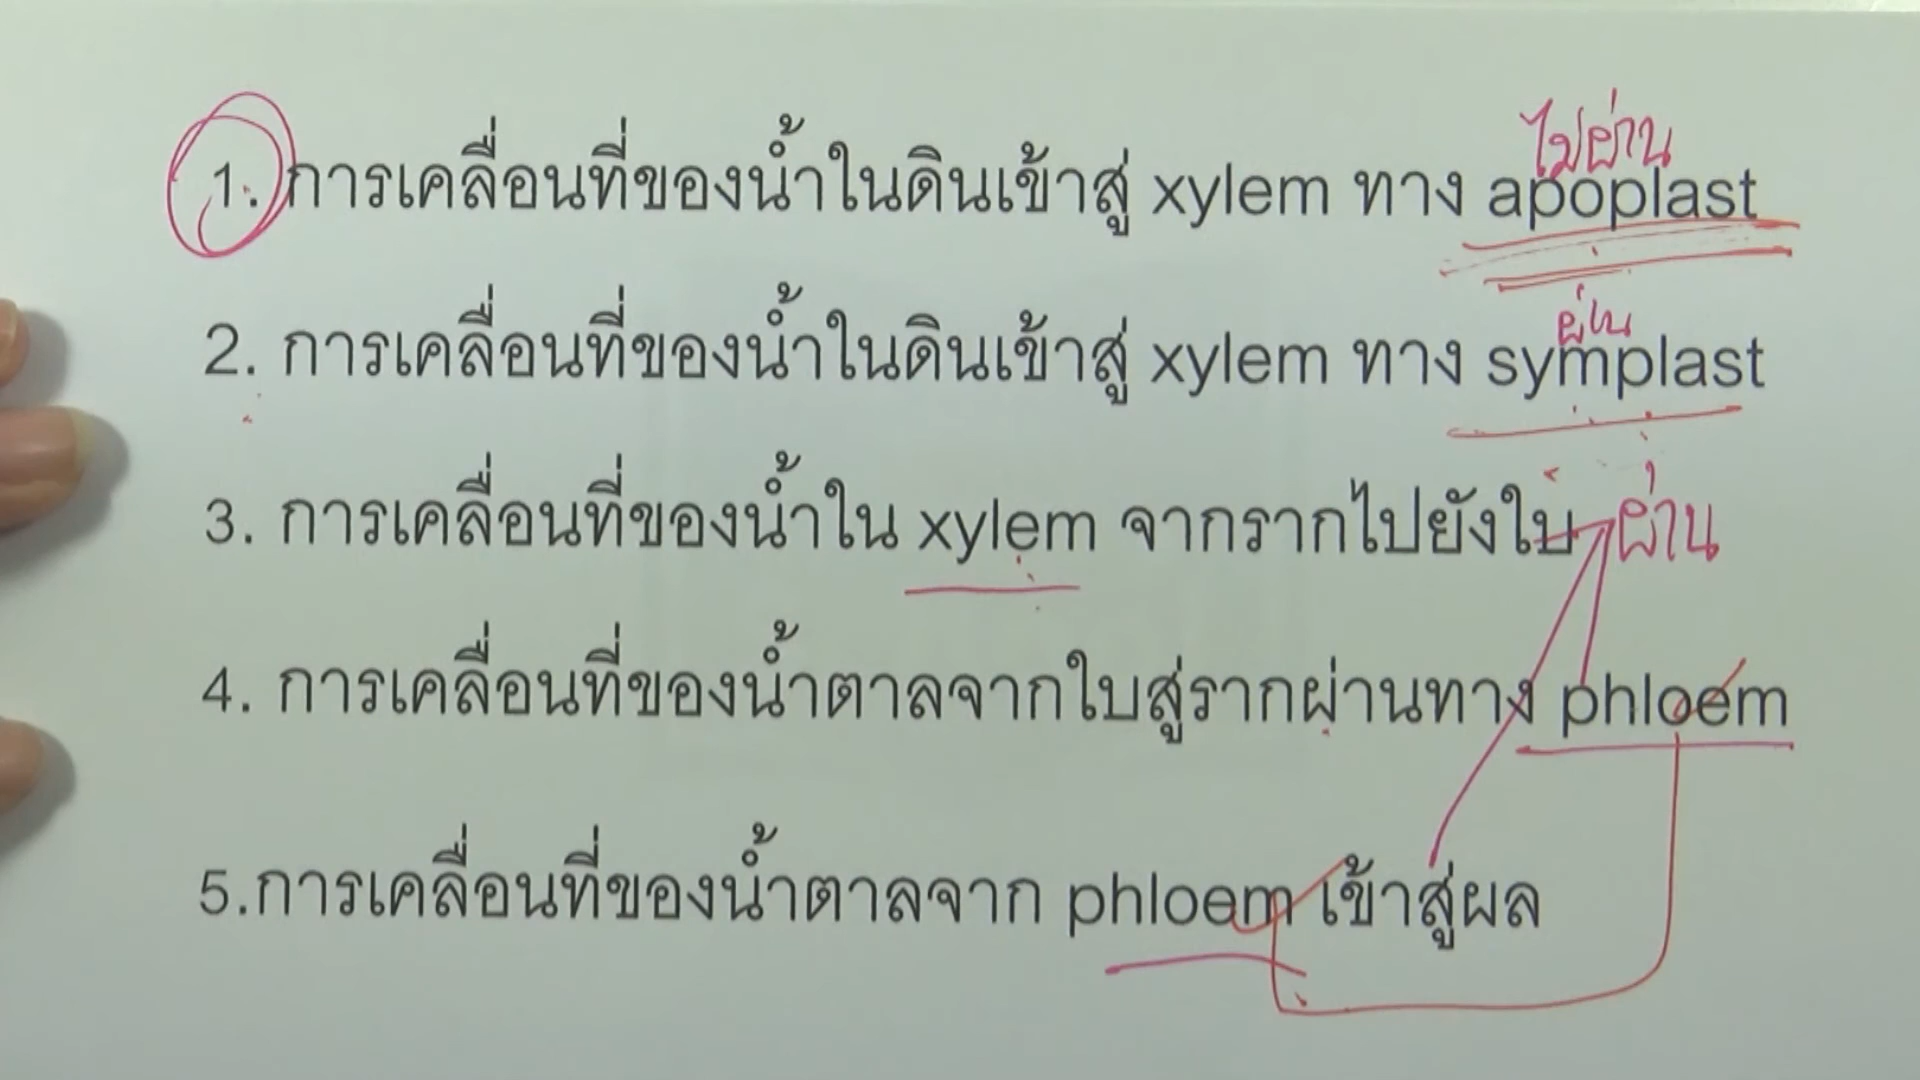 ไม่ผ่าน
1. การเคลื่อนที่ของน้ำในดินเข้าสู่ xylem ทาง apoplast
ผ่าน
2. การเคลื่อนที่ของน้ำในดินเข้าสู่ xylem ทาง symplast
3. การเคลื่อนที่ของน้ำใน xylem จากรากไปยังใบ ผ่าน
4. การเคลื่อนที่ของน้ำตาลจากใบสู่รากผ่านทาง phloem
5.การเคลื่อนที่ของน้ำตาลจาก phloem เข้าสู่ผล